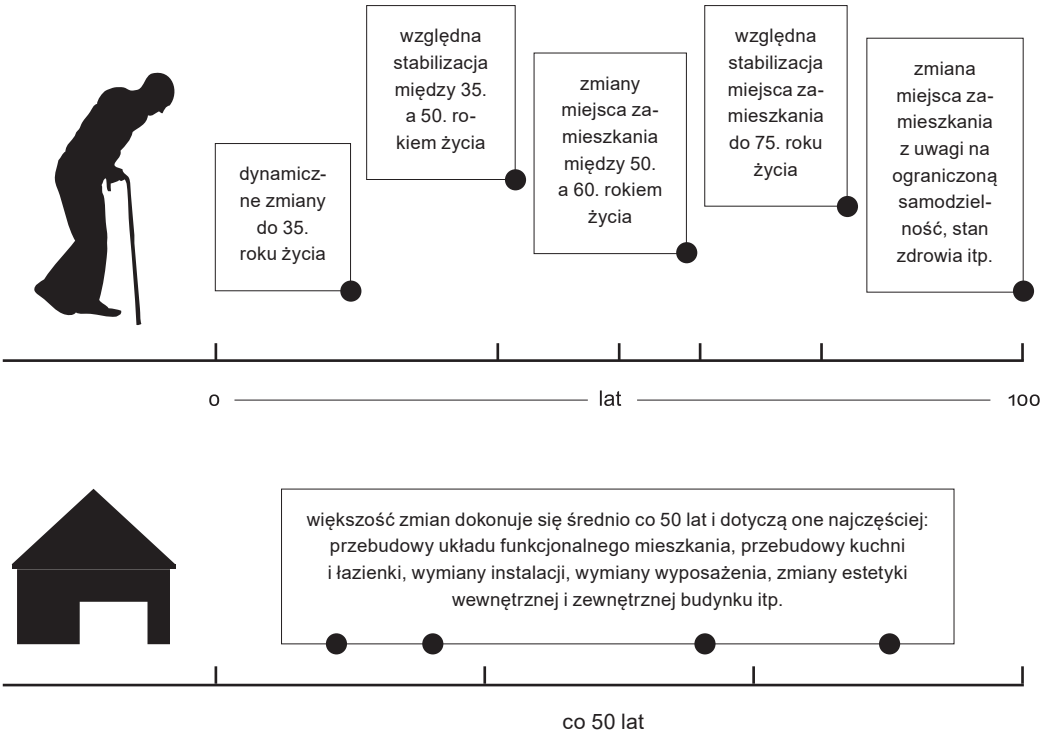 dynamicz-
ne zmiany
do 35.
roku życia
względna
stabilizacja
między 35.
a 50. ro-
kiem życia
zmiany
miejsca za-
mieszkania
między 50.
a 60. rokiem
życia
względna
stabilizacja
miejsca za-
mieszkania
do 75. roku
życia
zmiana
miejsca za-
mieszkania
z uwagi na
ograniczoną
samodziel-
ność, stan
zdrowia itp.
0 lat 100
większość zmian dokonuje się średnio co 50 lat i dotyczą one najczęściej:
przebudowy układu funkcjonalnego mieszkania, przebudowy kuchni
i łazienki, wymiany instalacji, wymiany wyposażenia, zmiany estetyki
wewnętrznej i zewnętrznej budynku itp.
co 50 lat